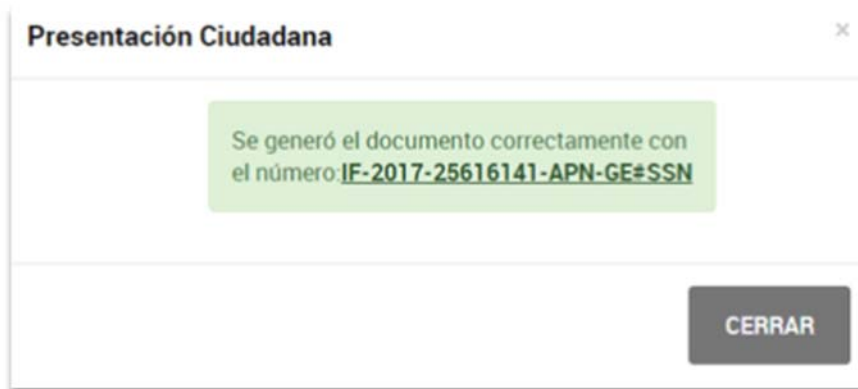 Presentación Ciudadana ×
Se generó el documento correctamente con
el número:IF-2017-25616141-APN-GE#SSN
CERRAR